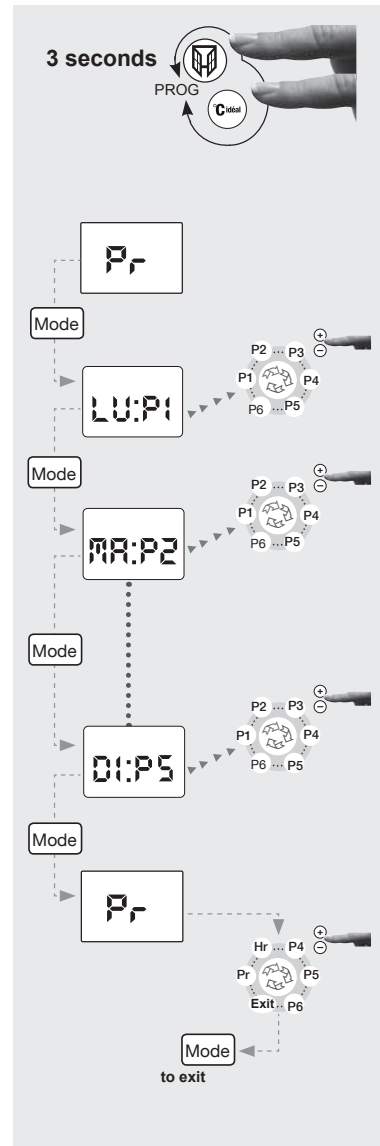 3 seconds
PROG
°C idéal
Pr
Mode
LU:P1
P2 ... P3
P1 P4
P6 ... P5
+
−
Mode
MA:P2
P2 ... P3
P1 P4
P6 ... P5
+
−
Mode
DI:P5
P2 ... P3
P1 P4
P6 ... P5
+
−
Mode
Pr
Hr ... P4
Pr P5
Exit ... P6
+
−
Mode
to exit